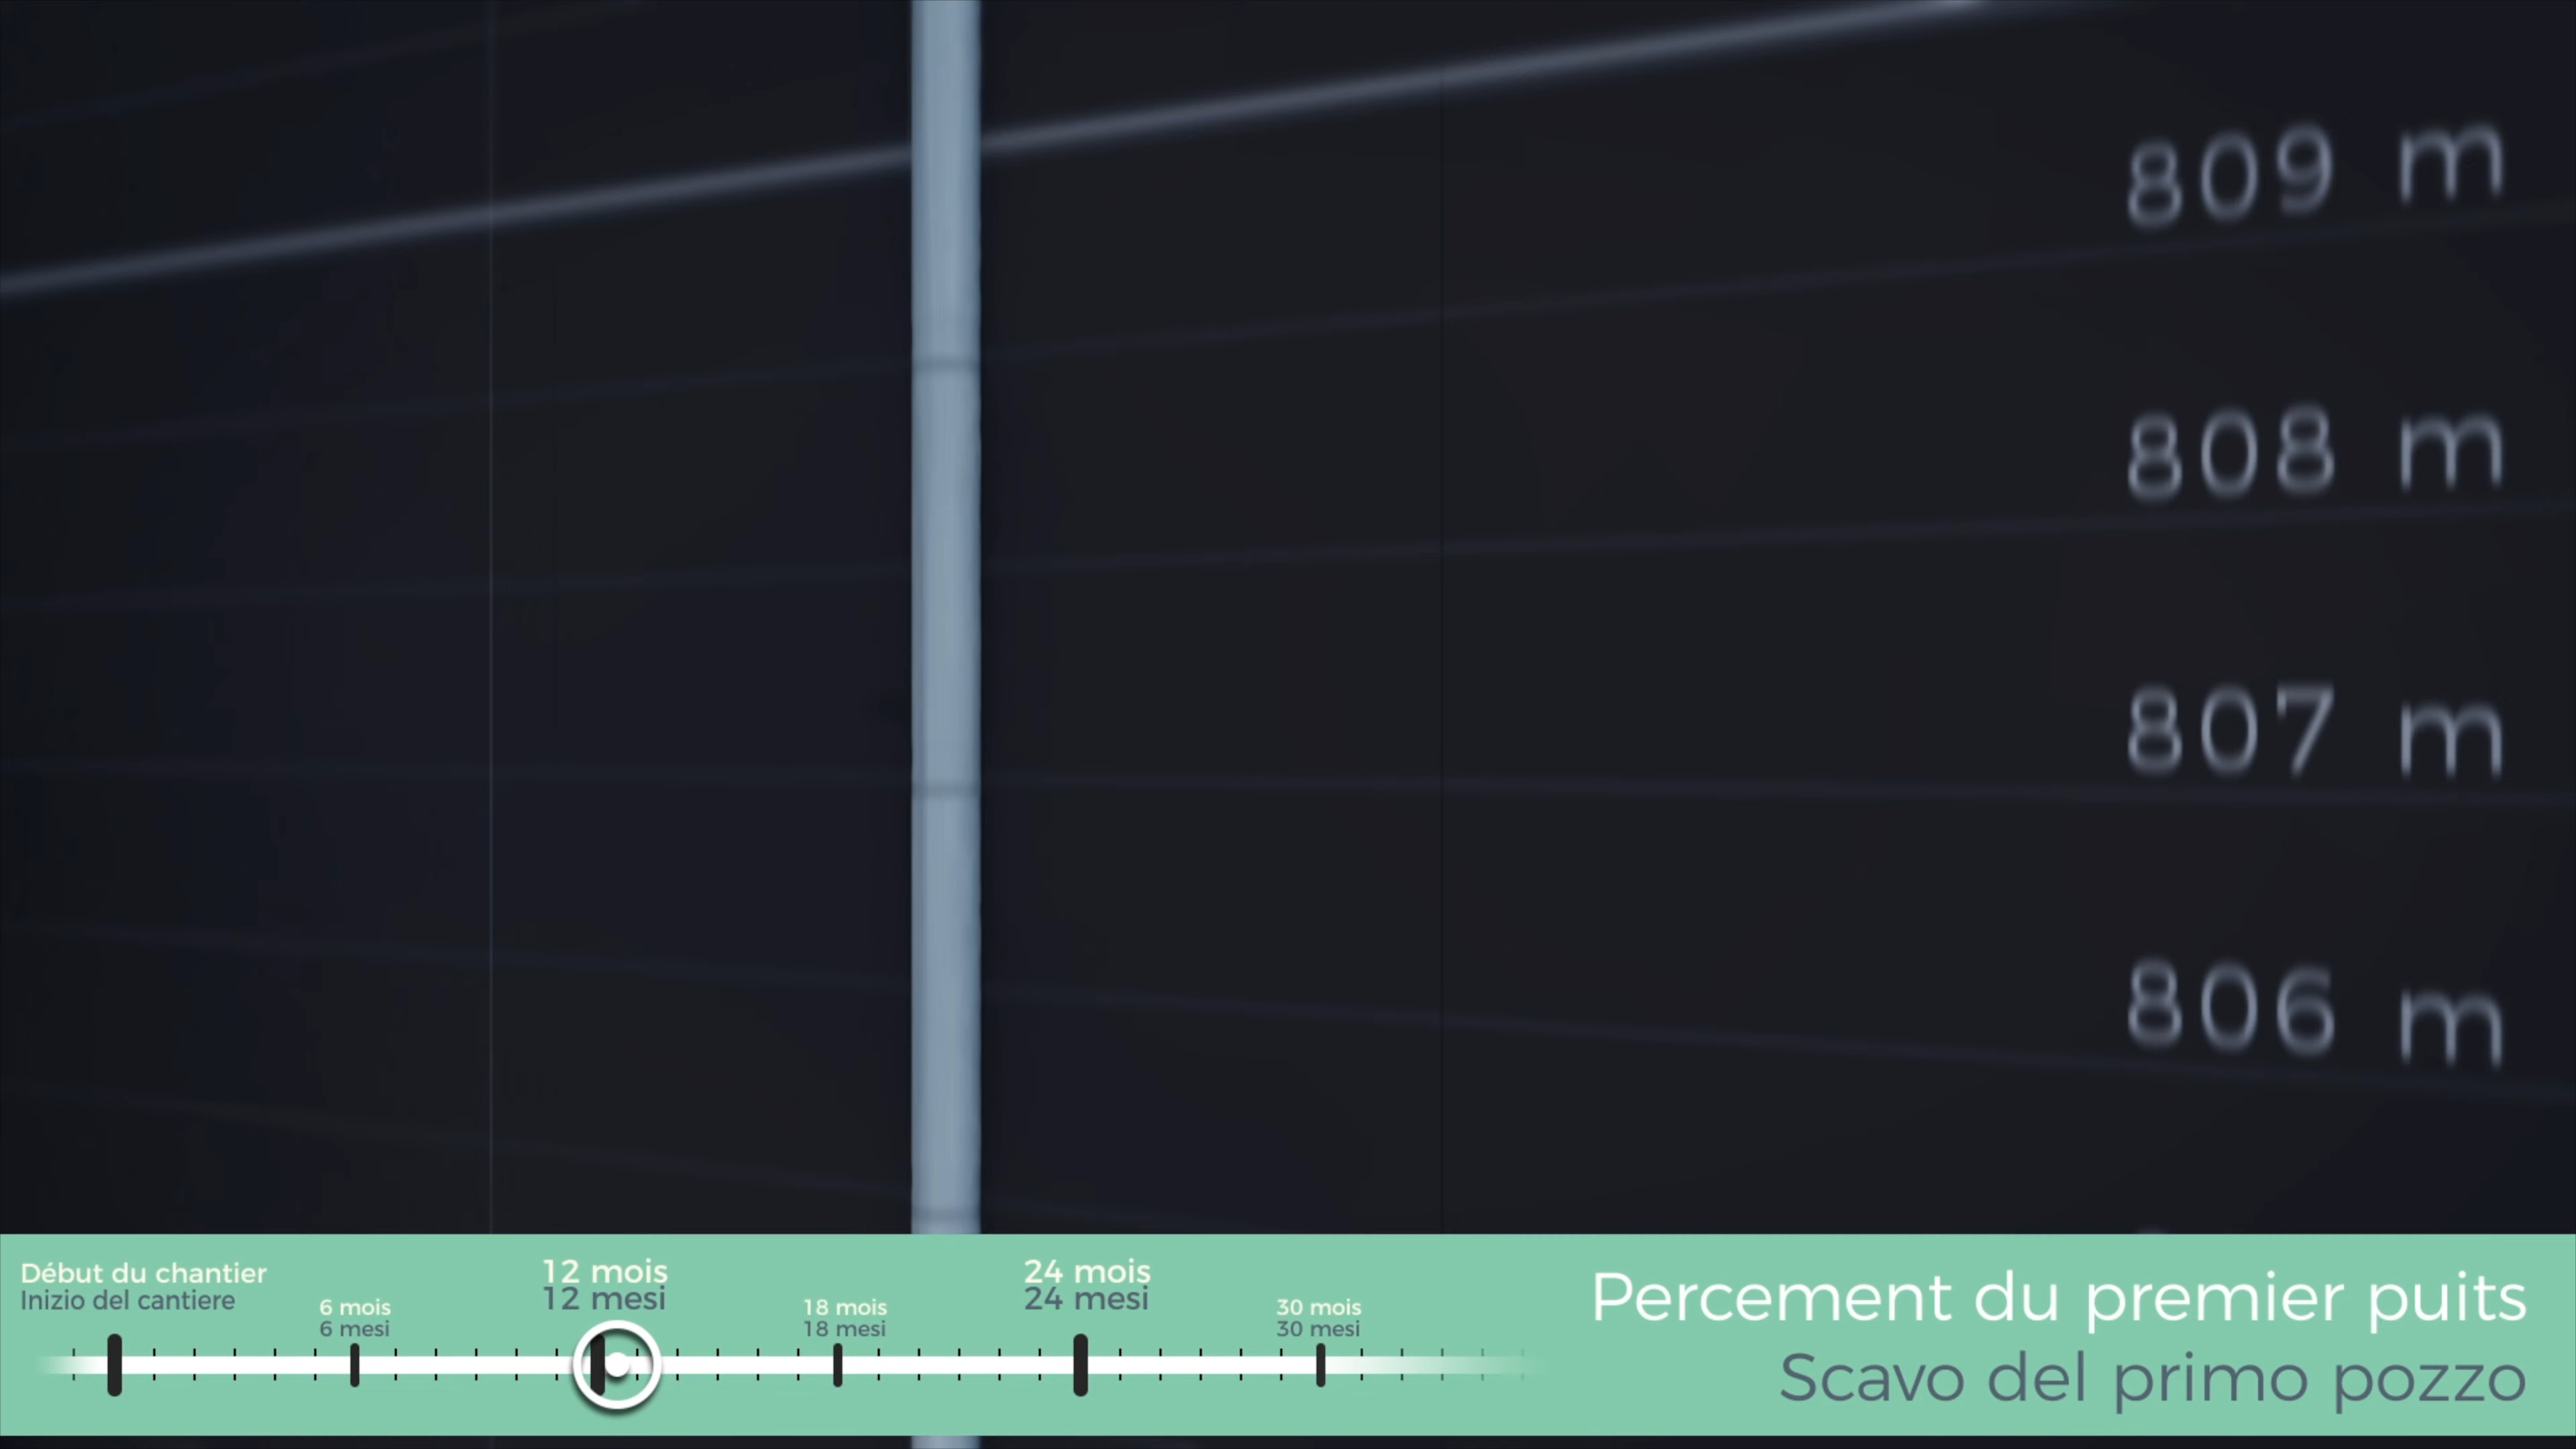 809 m
808 m
807 m
806 m
Début du chantier
Inizio del cantiere
6 mois
6 mesi
12 mois
12 mesi
18 mois
18 mesi
24 mois
24 mesi
30 mois
30 mesi
Percement du premier puits
Scavo del primo pozzo